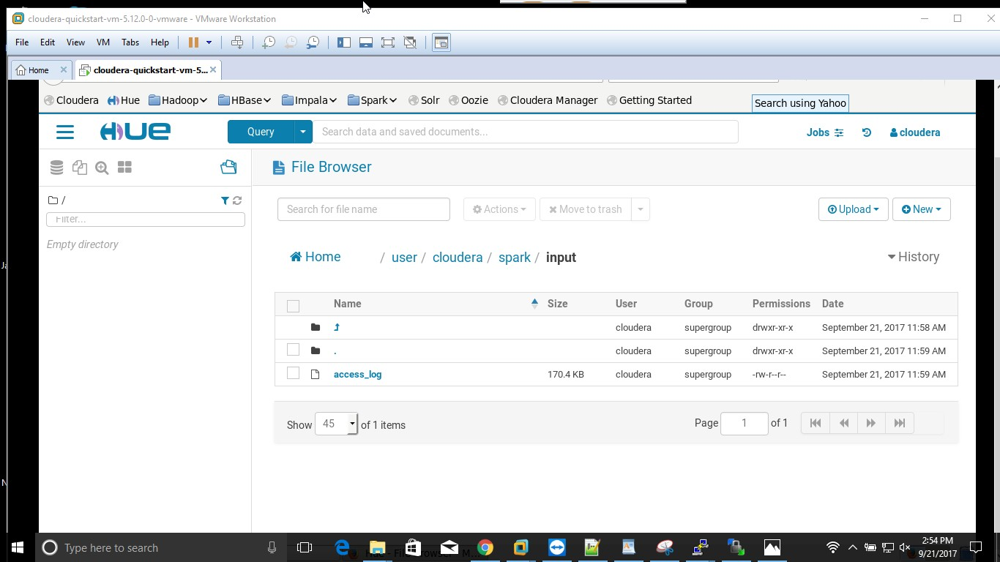 cloudera-quickstart-vm-5.12.0-0-vmware - VMware Workstation
File Edit View VM Tabs Help
Home cloudera-quickstart-vm-5...
Cloudera Hue Hadoop HBase Impala Spark Solr Oozie Cloudera Manager Getting Started
Search using Yahoo
HUE Query Search data and saved documents... Jobs cloudera
File Browser
/
Filter...
Empty directory
Search for file name Actions Move to trash Upload New
Home / user / cloudera / spark / input History
Name Size User Group Permissions Date
cloudera supergroup drwxr-xr-x September 21, 2017 11:58 AM
. cloudera supergroup drwxr-xr-x September 21, 2017 11:59 AM
access_log 170.4 KB cloudera supergroup -rw-r--r-- September 21, 2017 11:59 AM
Show 45 of 1 items Page 1 of 1
Type here to search
2:54 PM
9/21/2017